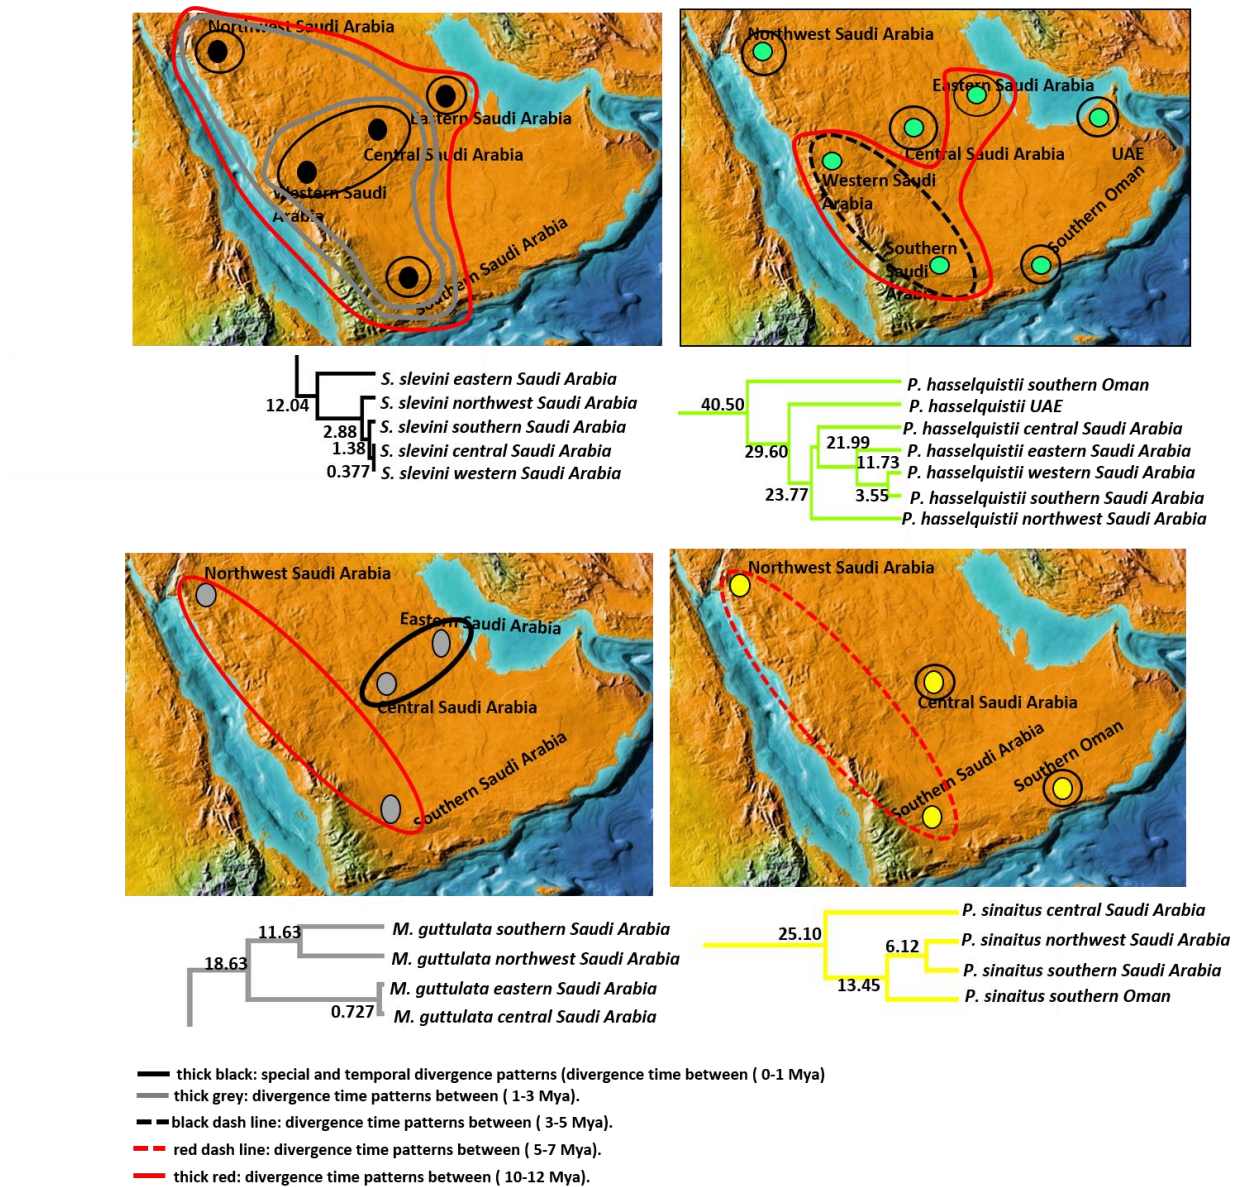 Northwest Saudi Arabia
Eastern Saudi Arabia
Central Saudi Arabia
Western Saudi
Arabia
Southern Saudi Arabia
Northwest Saudi Arabia
Eastern Saudi Arabia
Central Saudi Arabia
UAE
Western Saudi
Arabia
Southern Oman
Southern
Saudi
Arabia
12.04
2.88
1.38
0.377
S. slevini eastern Saudi Arabia
S. slevini northwest Saudi Arabia
S. slevini southern Saudi Arabia
S. slevini central Saudi Arabia
S. slevini western Saudi Arabia
40.50
29.60
23.77
21.99
11.73
3.55
P. hasselquistii southern Oman
P. hasselquistii UAE
P. hasselquistii central Saudi Arabia
P. hasselquistii eastern Saudi Arabia
P. hasselquistii western Saudi Arabia
P. hasselquistii southern Saudi Arabia
P. hasselquistii northwest Saudi Arabia
Northwest Saudi Arabia
Eastern Saudi Arabia
Central Saudi Arabia
Southern Saudi Arabia
Northwest Saudi Arabia
Central Saudi Arabia
Southern Saudi Arabia
Southern Oman
11.63
18.63
0.727
M. guttulata southern Saudi Arabia
M. guttulata northwest Saudi Arabia
M. guttulata eastern Saudi Arabia
M. guttulata central Saudi Arabia
25.10
6.12
13.45
P. sinaitus central Saudi Arabia
P. sinaitus northwest Saudi Arabia
P. sinaitus southern Saudi Arabia
P. sinaitus southern Oman
thick black: special and temporal divergence patterns (divergence time between ( 0-1 Mya)
thick grey: divergence time patterns between ( 1-3 Mya).
black dash line: divergence time patterns between ( 3-5 Mya).
red dash line: divergence time patterns between ( 5-7 Mya).
thick red: divergence time patterns between ( 10-12 Mya).